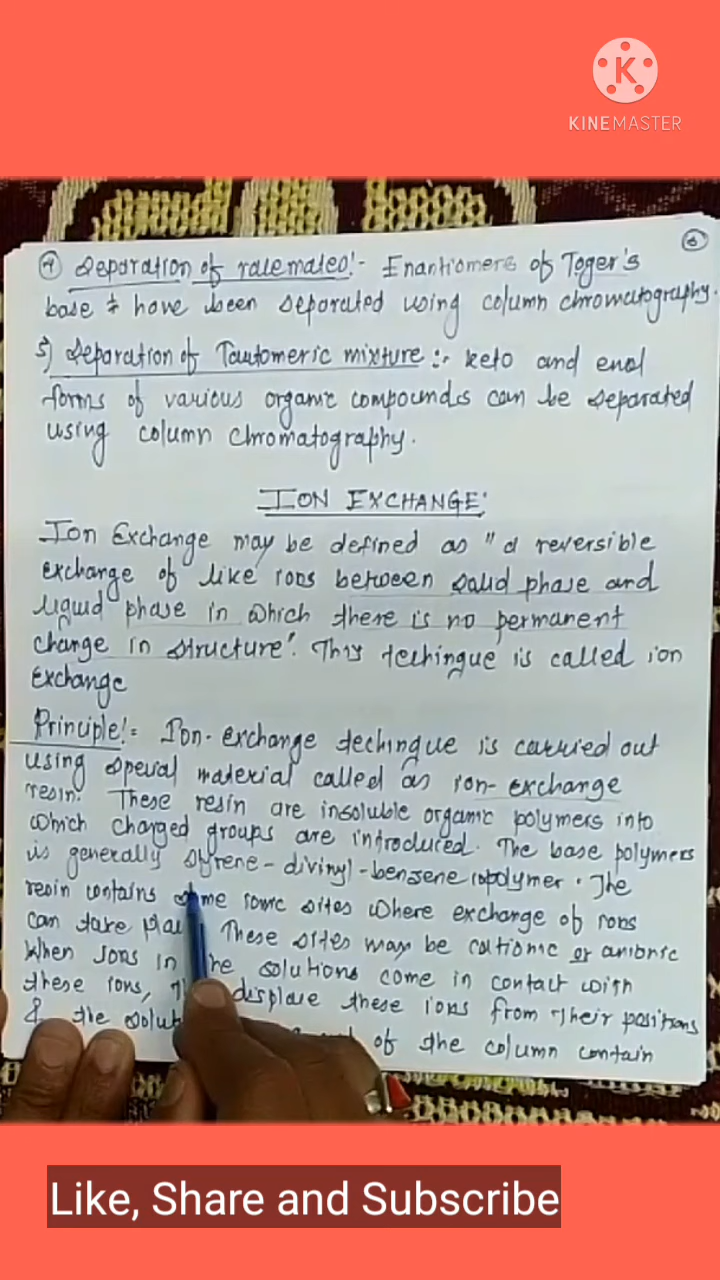 K
KINEMASTER
6
4 Separation of racemates:- Enantiomers of Toger's
base have been separated using column chromatography.
5) Separation of Tautomeric mixture :- keto and enol
forms of various organic compounds can be separated
using column chromatography.
ION EXCHANGE:
Ion Exchange may be defined as "a reversible
exchange of like ions between solid phase and
liquid phase in which there is no permanent
change in structure". This techingue is called ion
Exchange
Principle:- Ion-exchange techingue is carried out
using special material called as ion-exchange
resin. These resin are insoluble organic polymers into
which charged groups are introduced. The base polymers
is generally styrene-divinyl-benzene copolymer. The
resin contains some ionic sites where exchange of ions
can take These sites may be cationic or anionic
When Ions in the solutions come in contact with
these ions, displace these ions from their positions
& the of the column contain
Like, Share and Subscribe